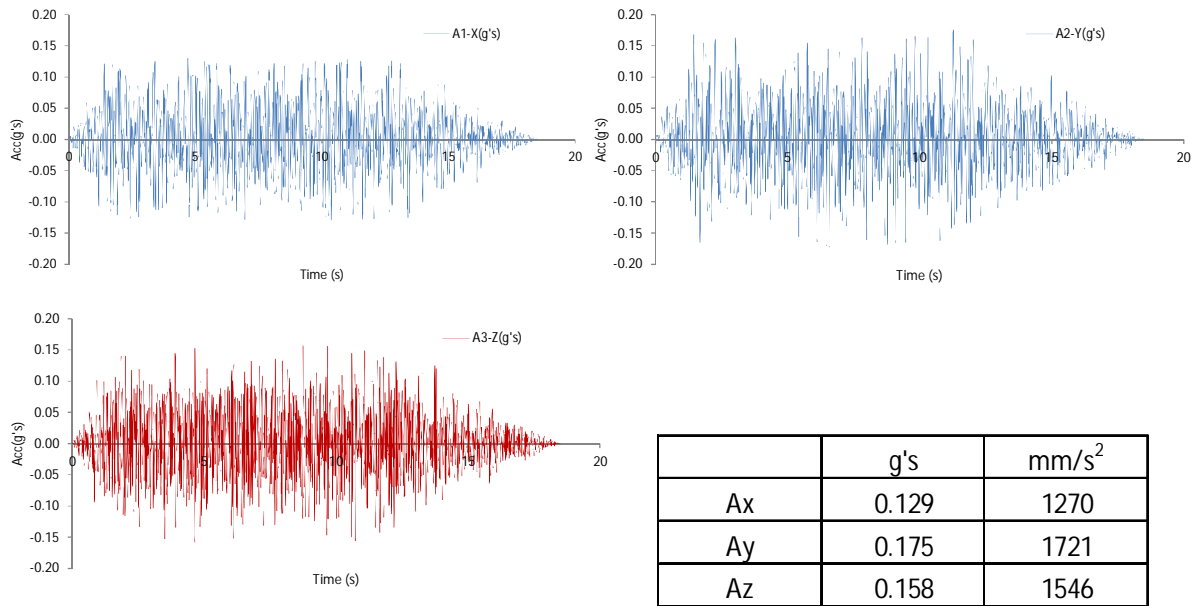 A1-X(g's)
0.20
0.15
0.10
0.05
0.00
-0.05
-0.10
-0.15
-0.20
Acc(g's)
0 5 10 15 20
Time (s)
A2-Y(g's)
0.20
0.15
0.10
0.05
0.00
-0.05
-0.10
-0.15
-0.20
Acc(g's)
0 5 10 15 20
Time (s)
A3-Z(g's)
0.20
0.15
0.10
0.05
0.00
-0.05
-0.10
-0.15
-0.20
Acc(g's)
0 5 10 15 20
Time (s)
g's mm/s²
Ax 0.129 1270
Ay 0.175 1721
Az 0.158 1546